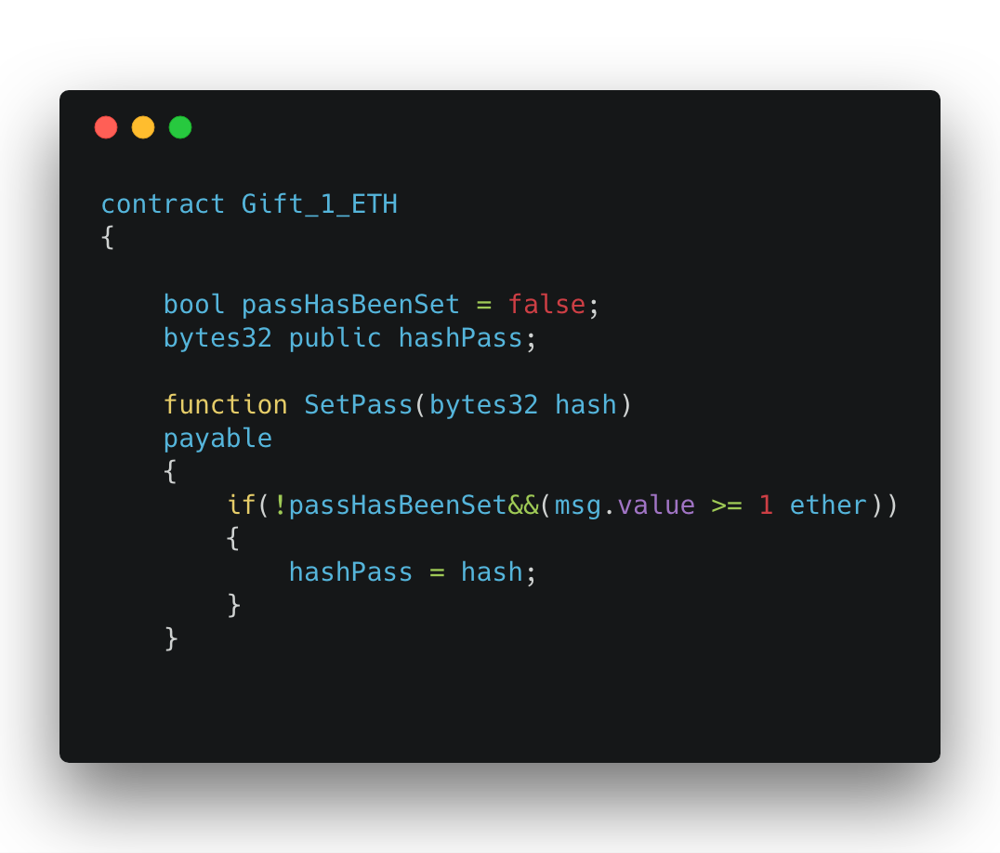 contract Gift_1_ETH
{
bool passHasBeenSet = false;
bytes32 public hashPass;
function SetPass(bytes32 hash)
payable
{
if(!passHasBeenSet&&(msg.value >= 1 ether))
{
hashPass = hash;
}
}